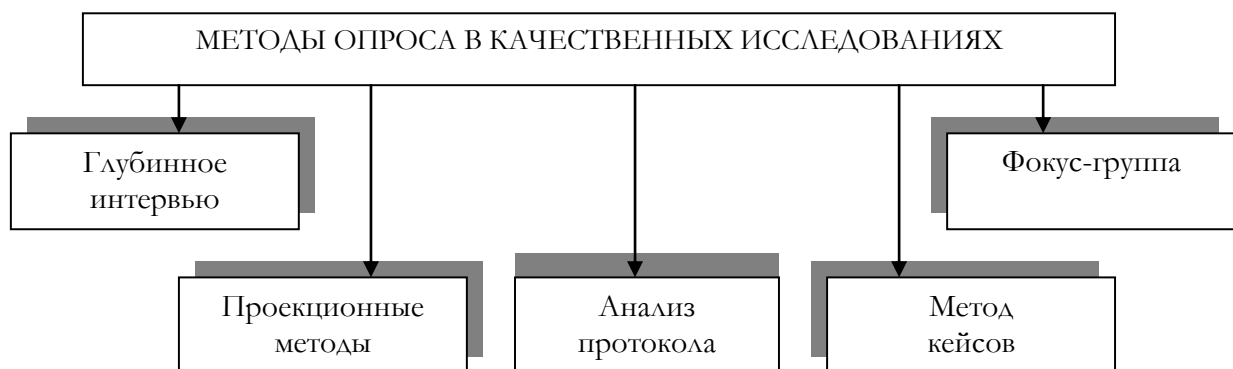 МЕТОДЫ ОПРОСА В КАЧЕСТВЕННЫХ ИССЛЕДОВАНИЯХ
Глубинное
интервью
Фокус-группа
Проекционные
методы
Анализ
протокола
Метод
кейсов